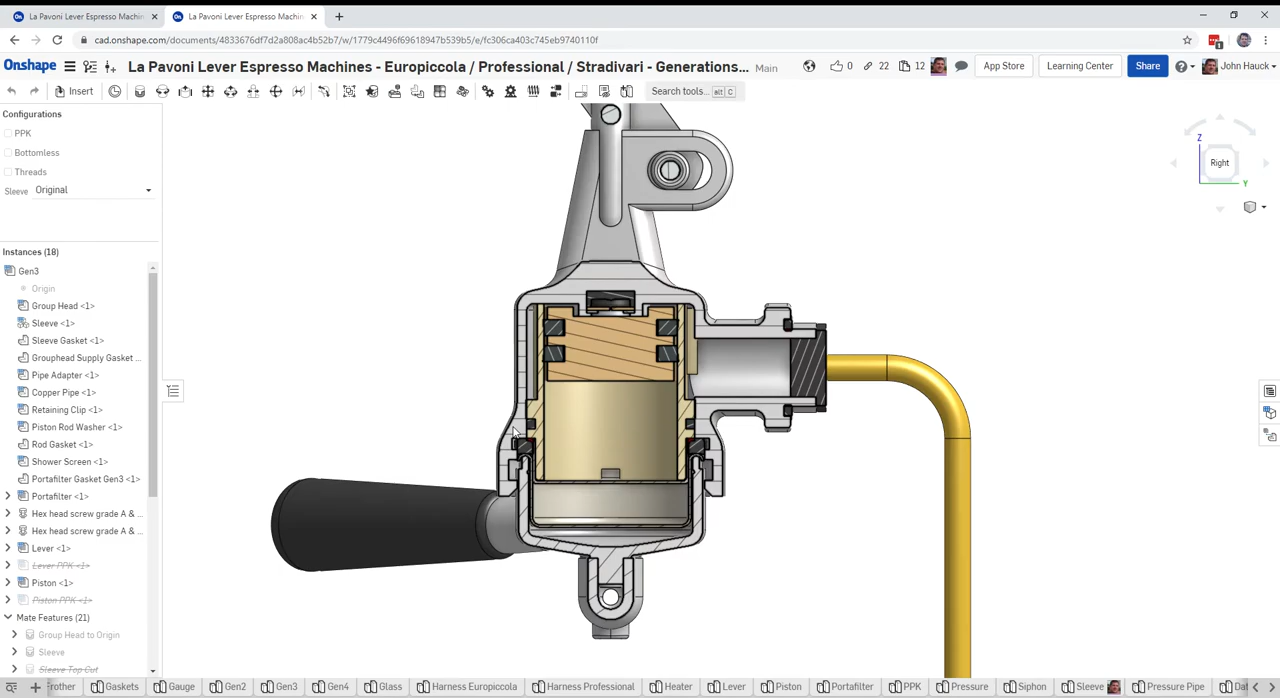 La Pavoni Lever Espresso Machin
La Pavoni Lever Espresso Machin
cad.onshape.com/documents/4833676df7d2a808ac4b52b7/w/1779c4496f69618947b539b5/e/fc306ca403c745eb9740110f
Onshape
La Pavoni Lever Espresso Machines - Europiccola / Professional / Stradivari - Generations...
Main
0
22
12
App Store
Learning Center
Share
John Hauck
Insert
Search tools... alt C
Configurations
PPK
Bottomless
Threads
Sleeve Original
Instances (18)
Gen3
Origin
Group Head <1>
Sleeve <1>
Sleeve Gasket <1>
Grouphead Supply Gasket ...
Pipe Adapter <1>
Copper Pipe <1>
Retaining Clip <1>
Piston Rod Washer <1>
Rod Gasket <1>
Shower Screen <1>
Portafilter Gasket Gen3 <1>
Portafilter <1>
Hex head screw grade A & ...
Hex head screw grade A & ...
Lever <1>
Lever PPK <1>
Piston <1>
Piston PPK <1>
Mate Features (21)
Group Head to Origin
Sleeve
Sleeve Top Cut
Z
Right
Y
rother
Gaskets
Gauge
Gen2
Gen3
Gen4
Glass
Harness Europiccola
Harness Professional
Heater
Lever
Piston
Portafilter
PPK
Pressure
Siphon
Sleeve
Pressure Pipe
Dat